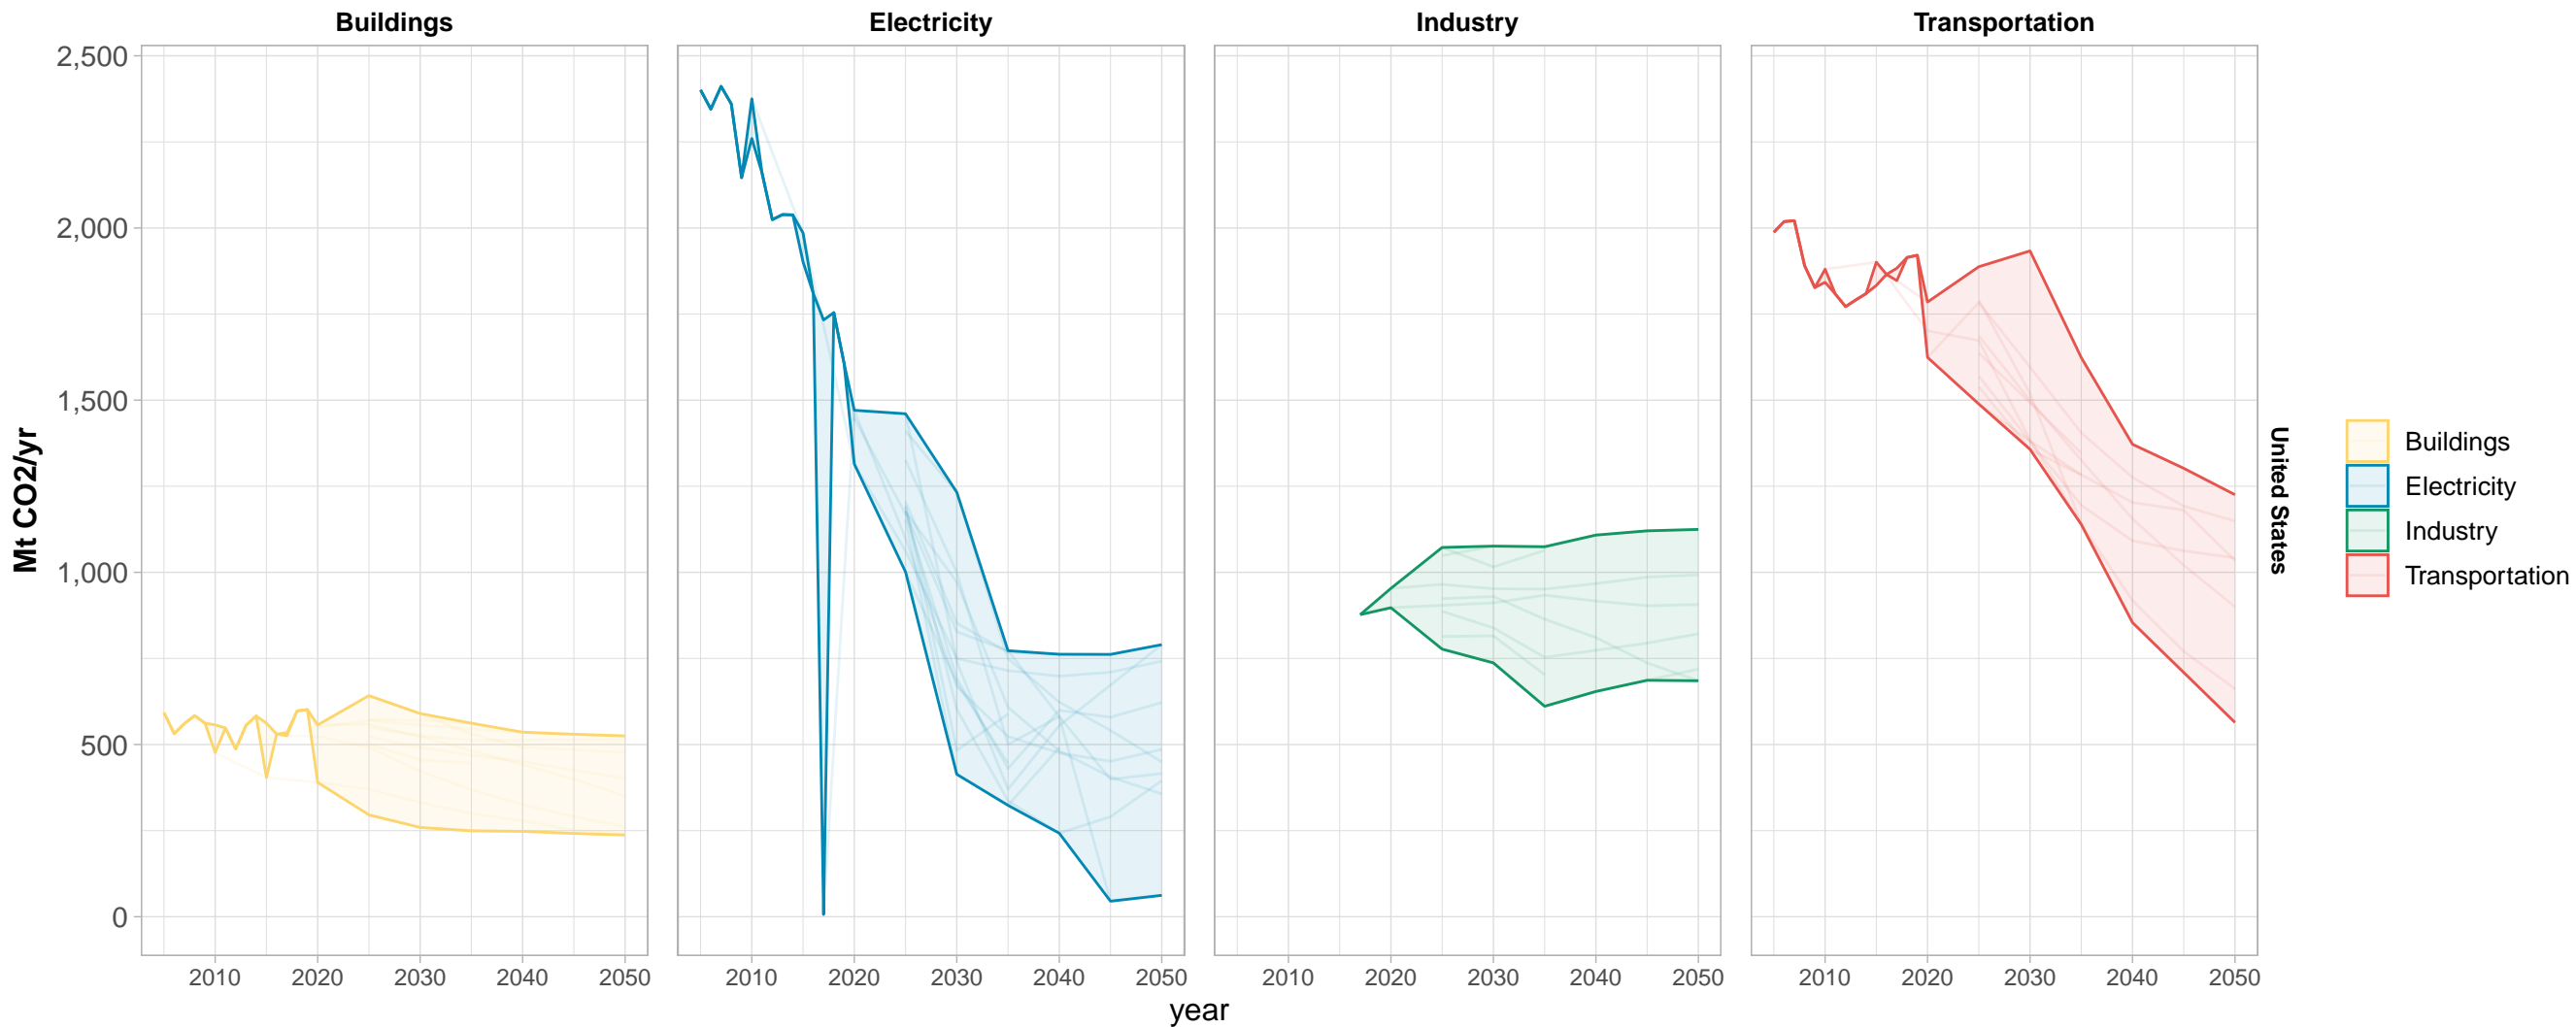 Buildings
Electricity
Industry
Transportation
2,500
2,000
1,500
1,000
500
0
Mt CO2/yr
2010 2020 2030 2040 2050
2010 2020 2030 2040 2050
2010 2020 2030 2040 2050
2010 2020 2030 2040 2050
year
United States
Buildings
Electricity
Industry
Transportation